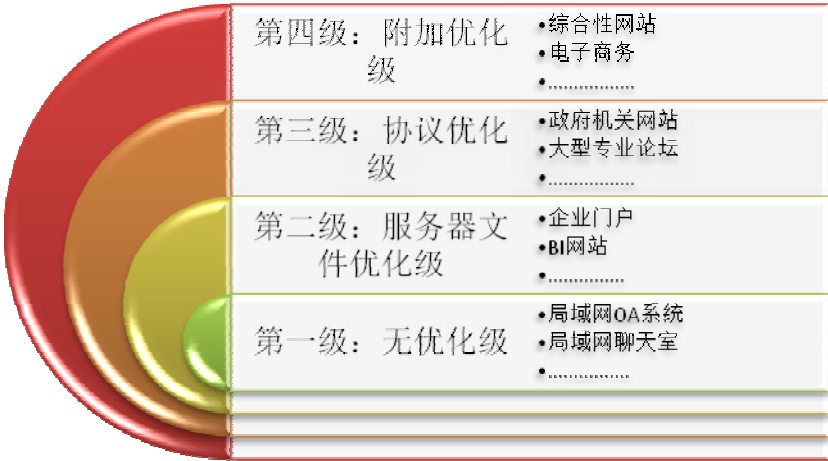 第四级：附加优化
级
•综合性网站
•电子商务
•.................
第三级：协议优化
级
•政府机关网站
•大型专业论坛
•.................
第二级：服务器文
件优化级
•企业门户
•BI网站
•...............
第一级：无优化级
•局域网OA系统
•局域网聊天室
•................